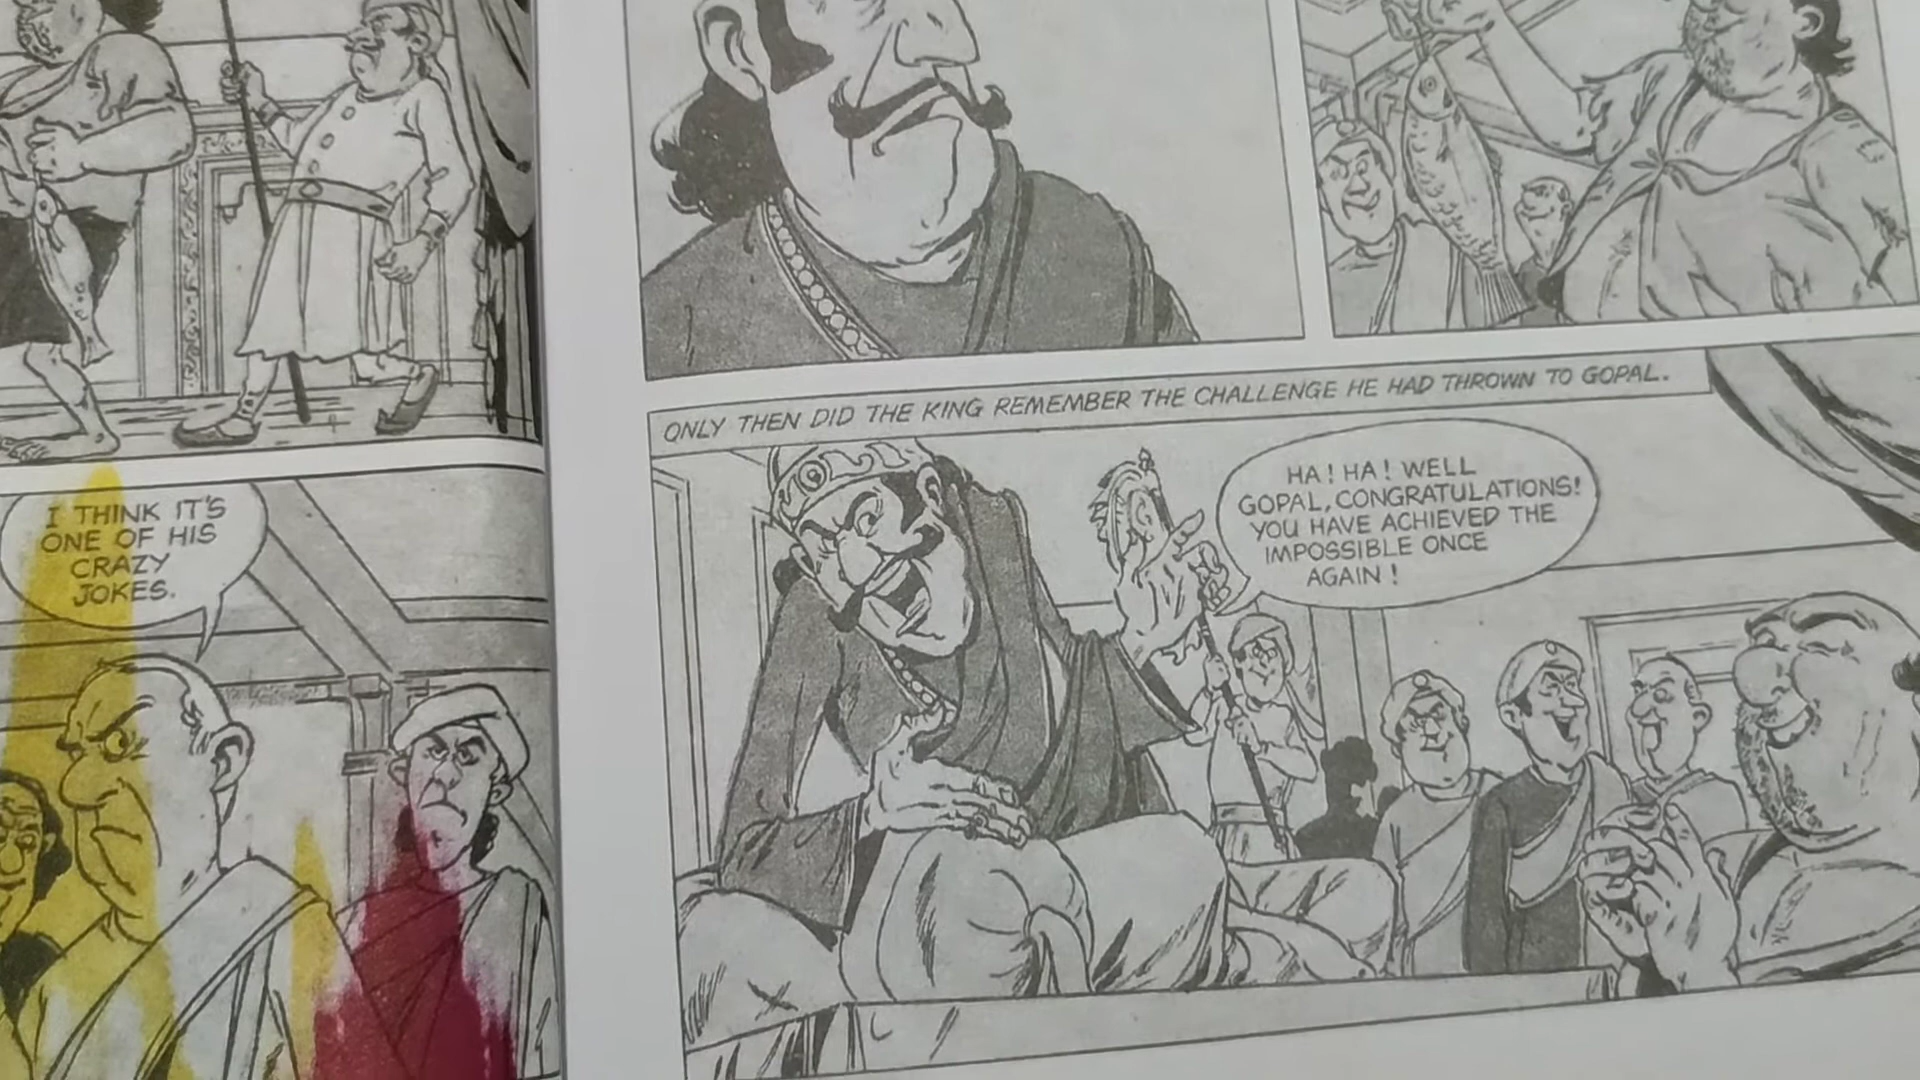 I THINK IT'S
ONE OF HIS
CRAZY
JOKES.
ONLY THEN DID THE KING REMEMBER THE CHALLENGE HE HAD THROWN TO GOPAL.
HA! HA! WELL
GOPAL, CONGRATULATIONS!
YOU HAVE ACHIEVED THE
IMPOSSIBLE ONCE
AGAIN!